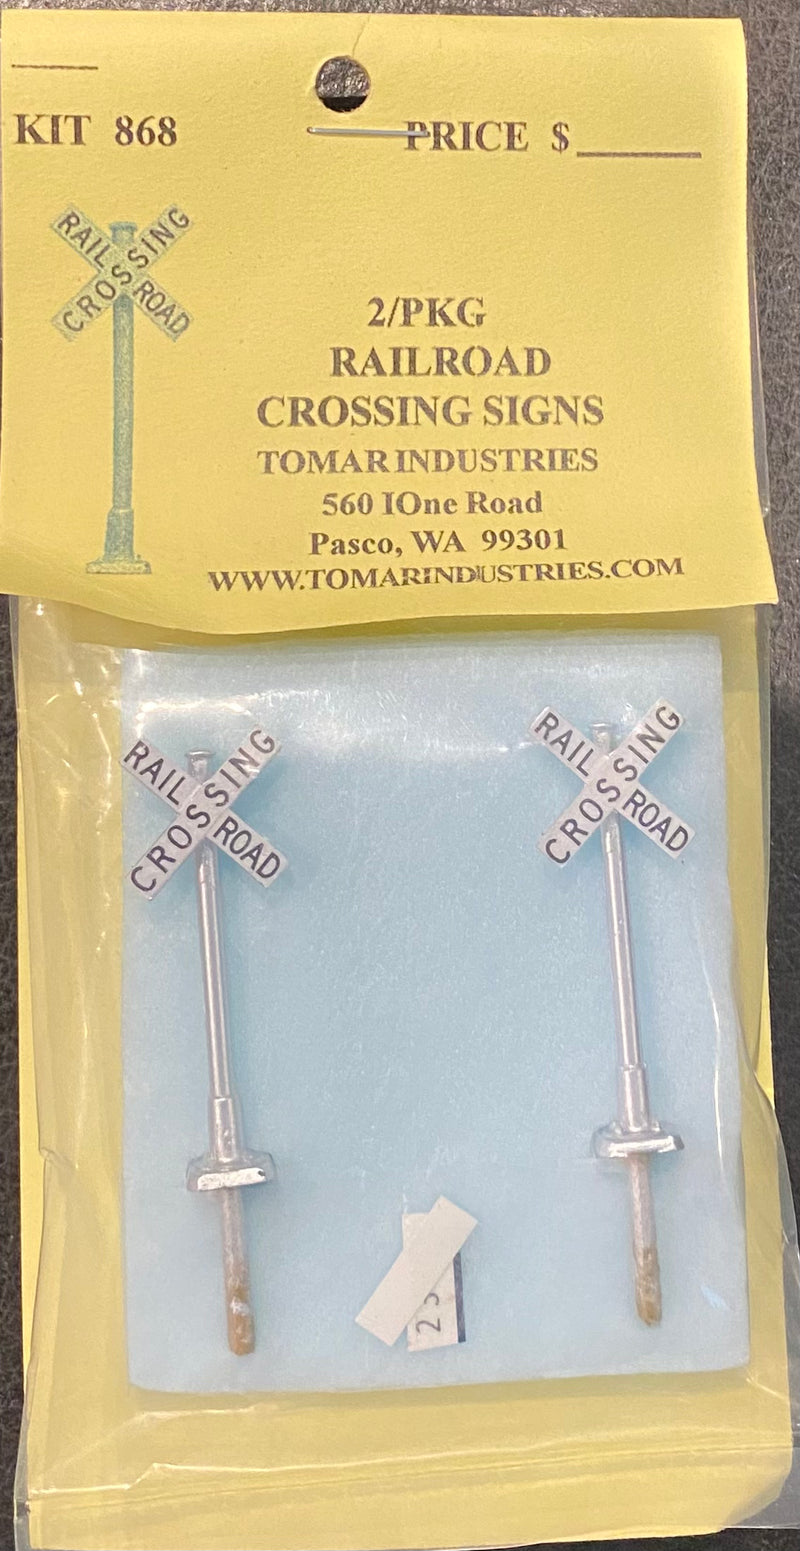 KIT 868
PRICE $
RAIL ROAD
CROSSING
2/PKG
RAILROAD
CROSSING SIGNS
TOMAR INDUSTRIES
560 IOne Road
Pasco, WA 99301
WWW.TOMARINDUSTRIES.COM
RAIL ROAD
CROSSING
RAIL ROAD
CROSSING